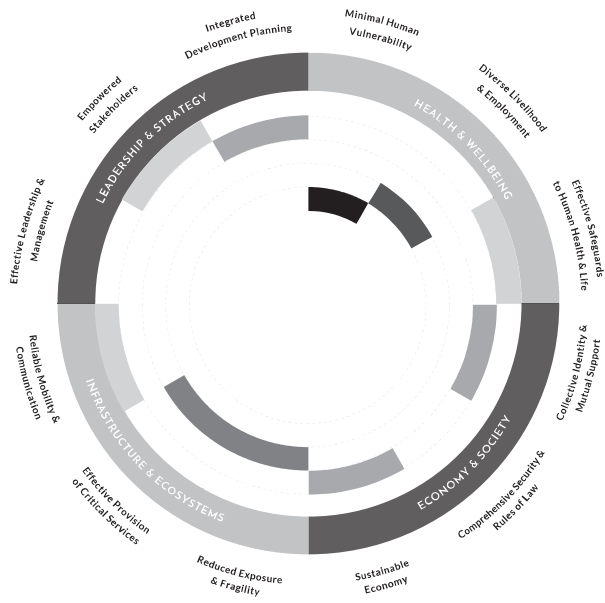 Integrated
Development Planning
Minimal Human
Vulnerability
Diverse Livelihood
& Employment
Effective Safeguards
to Human Health & Life
Collective Identity &
Mutual Support
Comprehensive Security &
Rules of Law
Sustainable
Economy
Reduced Exposure
& Fragility
Effective Provision
of Critical Services
Reliable Mobility &
Communication
Effective Leadership &
Management
Empowered
Stakeholders
LEADERSHIP & STRATEGY
HEALTH & WELLBEING
ECONOMY & SOCIETY
INFRASTRUCTURE & ECOSYSTEMS